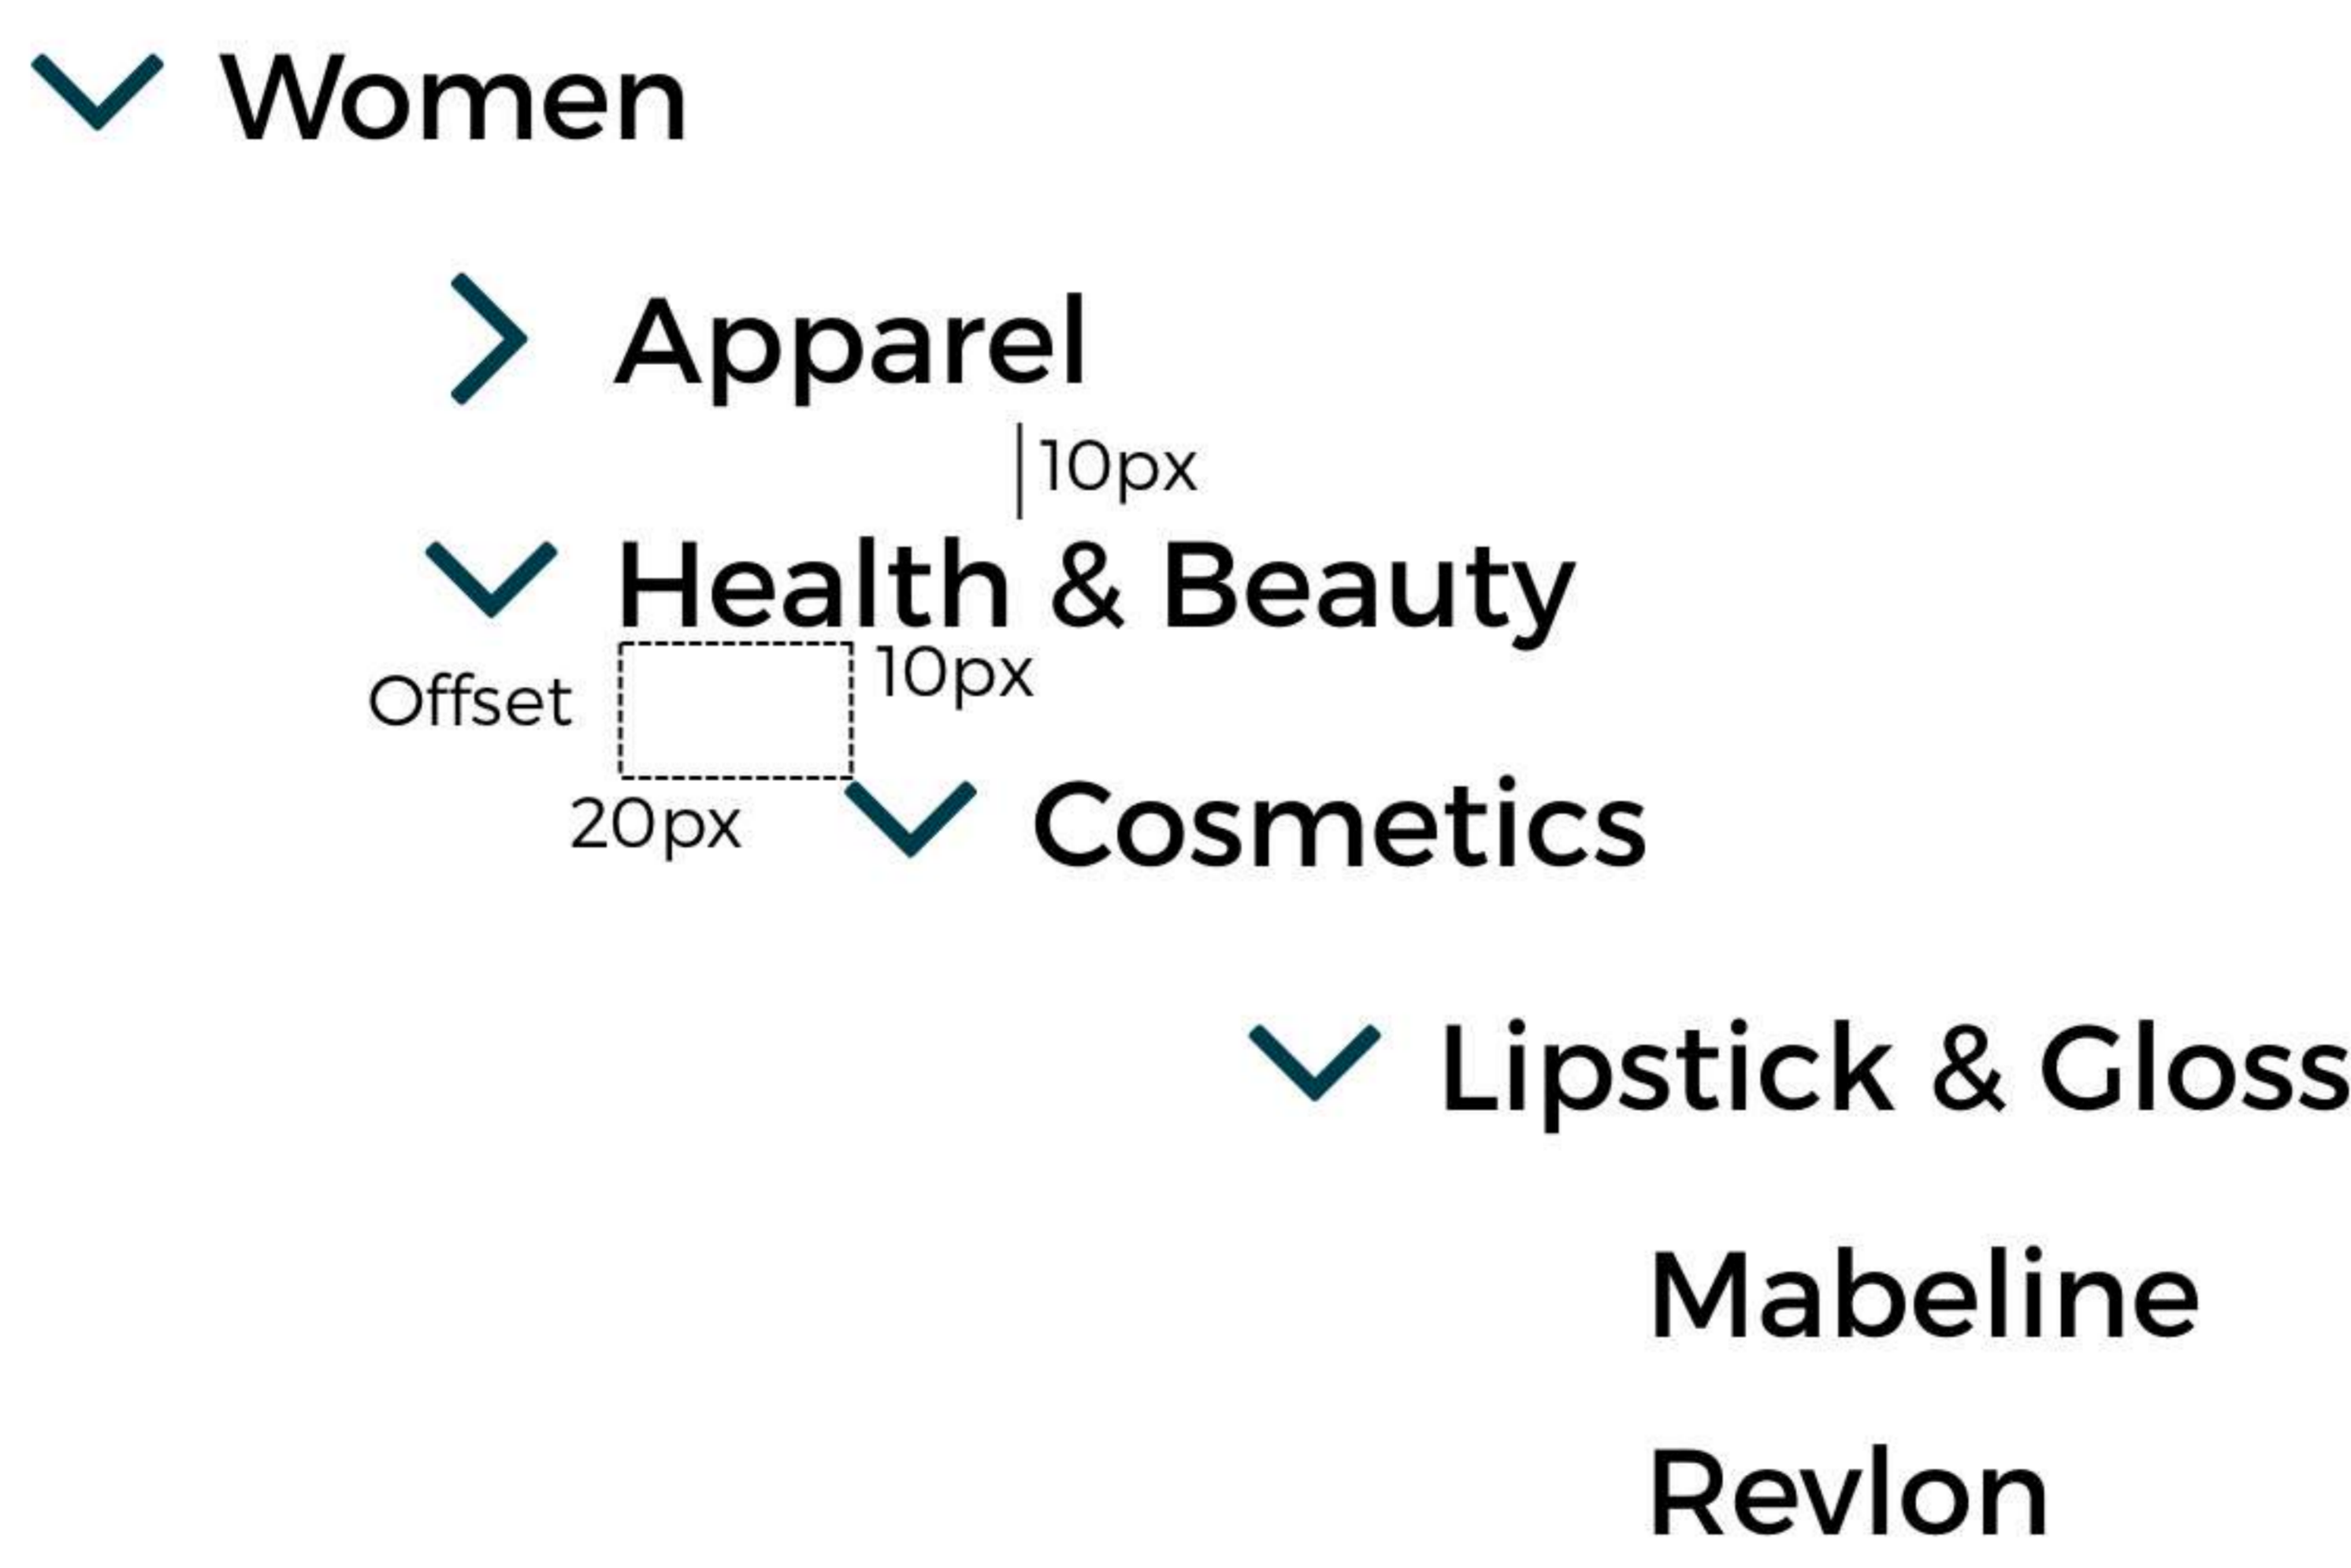 Women
Apparel
10px
Health & Beauty
10px
Offset
20px
Cosmetics
Lipstick & Gloss
Mabeline
Revlon